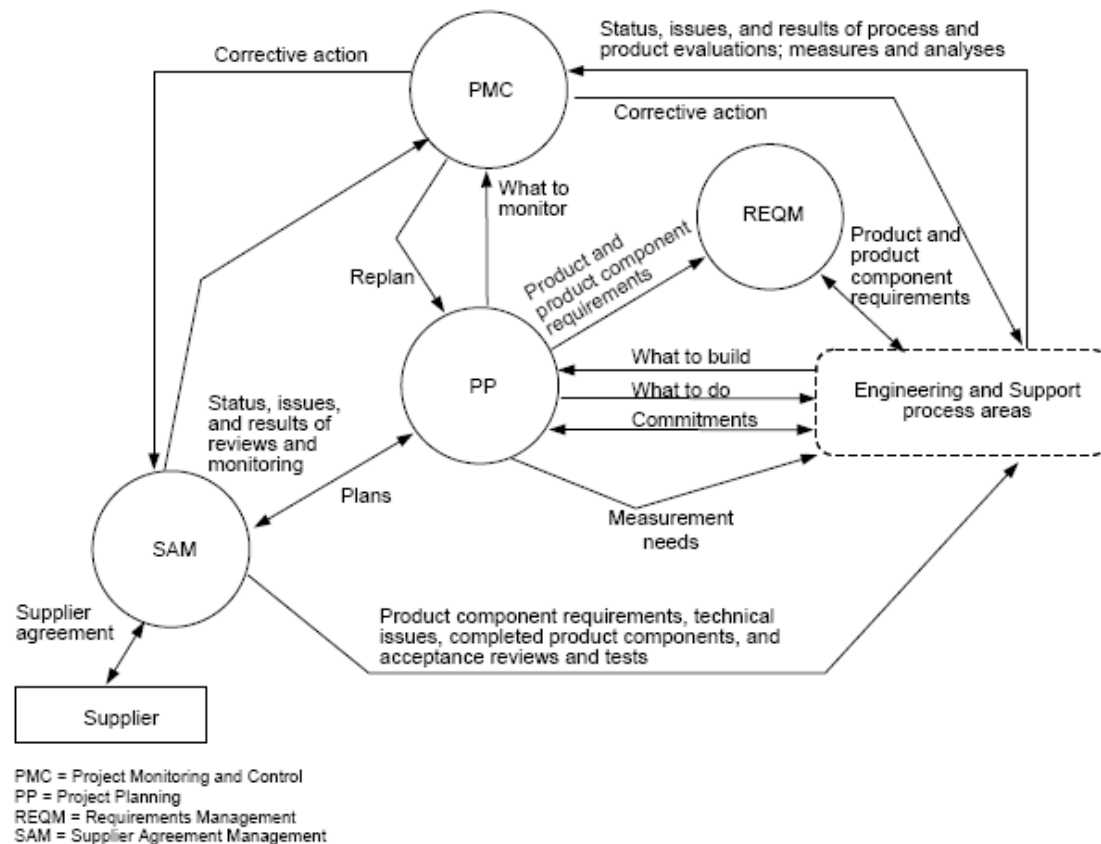 Status, issues, and results of process and
product evaluations; measures and analyses
Corrective action
PMC
Corrective action
What to
monitor
REQM
Product and
product
component
requirements
Replan
Product and
product component
requirements
What to build
PP
What to do
Engineering and Support
process areas
Commitments
Status, issues,
and results of
reviews and
monitoring
Plans
Measurement
needs
SAM
Supplier
agreement
Product component requirements, technical
issues, completed product components, and
acceptance reviews and tests
Supplier
PMC = Project Monitoring and Control
PP = Project Planning
REQM = Requirements Management
SAM = Supplier Agreement Management